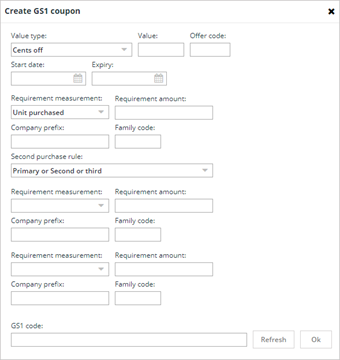 Create GS1 coupon
Value type: Value: Offer code:
Cents off
Start date: Expiry:
Requirement measurement: Requirement amount:
Unit purchased
Company prefix: Family code:
Second purchase rule:
Primary or Second or third
Requirement measurement: Requirement amount:
Company prefix: Family code:
Requirement measurement: Requirement amount:
Company prefix: Family code:
GS1 code:
Refresh Ok